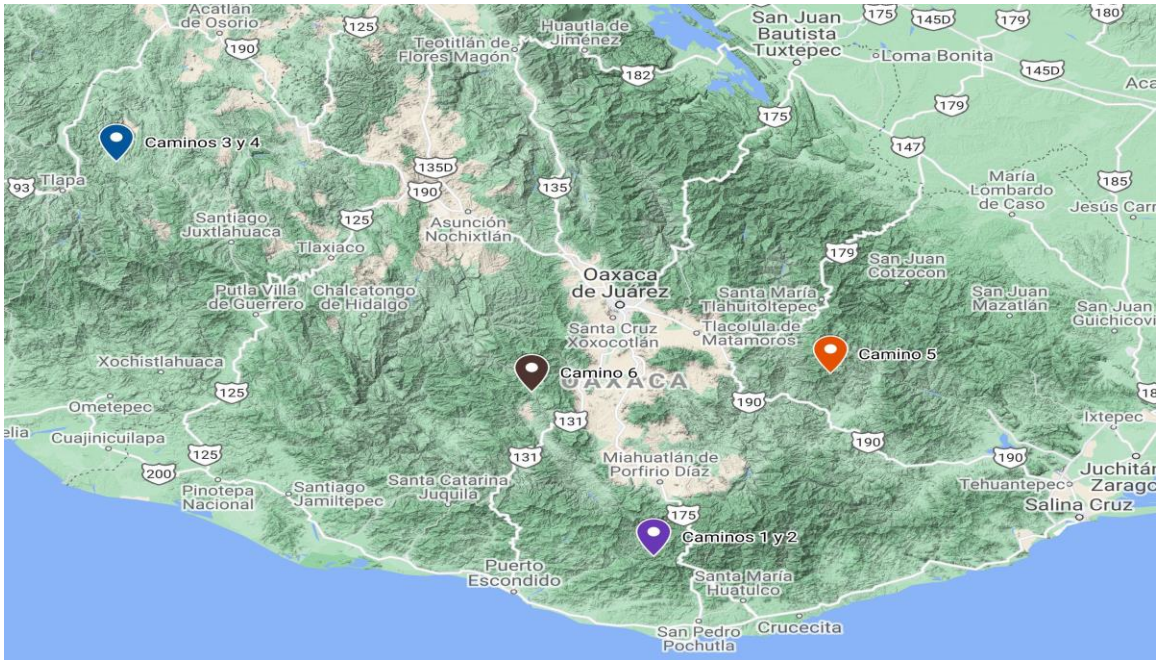 Acatlán
de Osorio
125
Teotitlán de
Flores Magón
Huautla de
Jiménez
San Juan
Bautista
Tuxtepec
175
145D
179
180
190
Loma Bonita
145D
Aca
182
179
175
147
Caminos 3 y 4
93
Tlapa
135D
190
135
María
Lombardo
de Caso
185
Jesús Carr
Santiago
Juxtlahuaca
125
Asunción
Nochixtlán
Tlaxiaco
179
San Juan
Cotzocon
Putla Villa
de Guerrero
Chalcatongo
de Hidalgo
Oaxaca
de Juárez
Santa María
Tlahuitoltepec
San Juan
Mazatlán
San Juan
Guichicovi
Santa Cruz
Xoxocotlán
Tlacolula de
Matamoros
Xochistlahuaca
Camino 5
Camino 6
OAXACA
125
190
18
Ometepec
131
Ixtepec
elia
Cuajinicuilapa
125
131
190
190
200
Miahuatlán de
Porfirio Díaz
Juchitán
Zarago
Pinotepa
Nacional
Santiago
Jamiltepec
Santa Catarina
Juquila
Tehuantepec
Salina Cruz
175
Caminos 1 y 2
Puerto
Escondido
Santa María
Huatulco
San Pedro
Pochutla
Crucecita